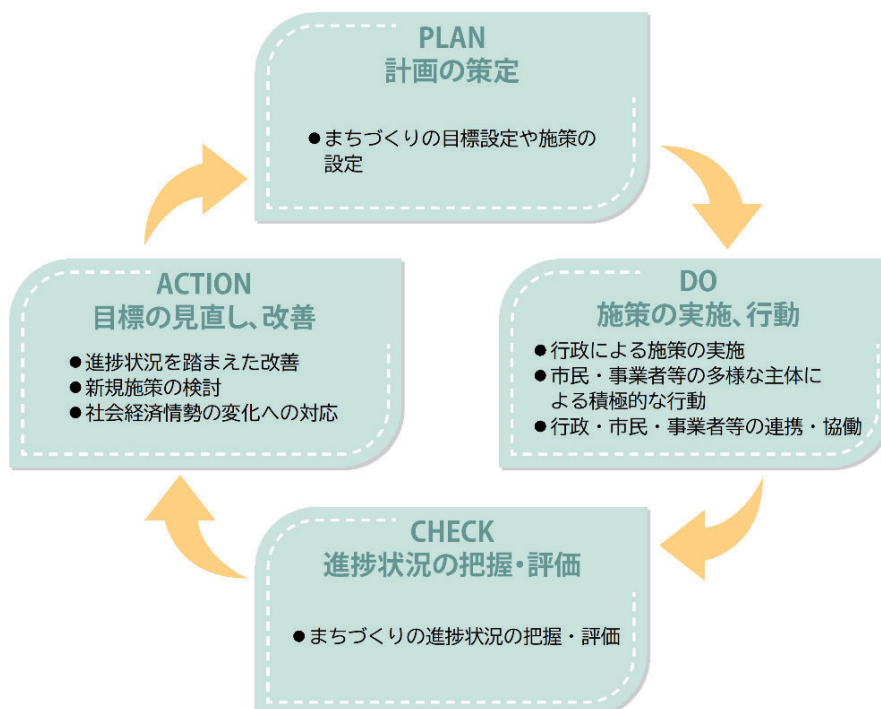 PLAN
計画の策定
●まちづくりの目標設定や施策の
設定
ACTION
目標の見直し、改善
●進捗状況を踏まえた改善
●新規施策の検討
●社会経済情勢の変化への対応
DO
施策の実施、行動
●行政による施策の実施
●市民・事業者等の多様な主体に
よる積極的な行動
●行政・市民・事業者等の連携・協働
CHECK
進捗状況の把握・評価
●まちづくりの進捗状況の把握・評価